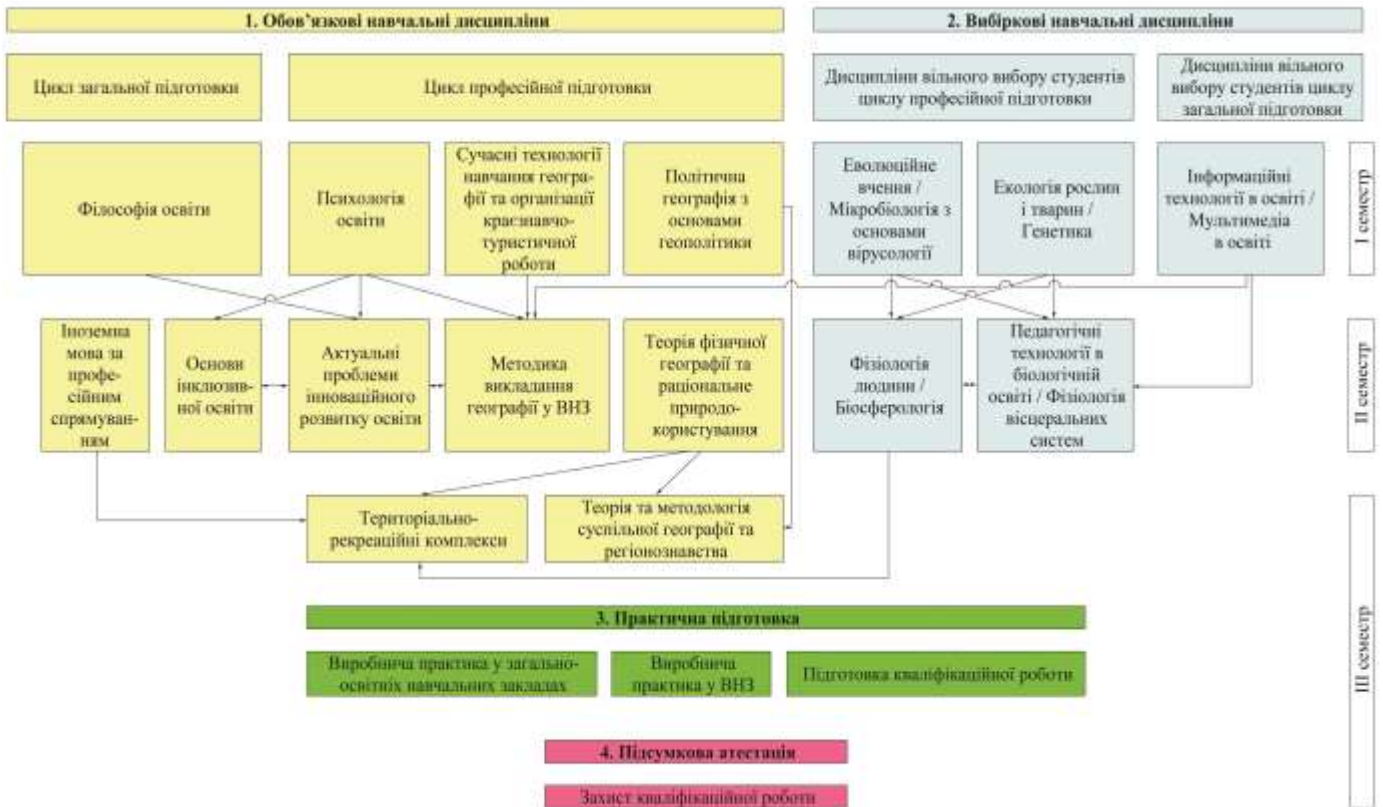 1. Обов’язкові навчальні дисципліни
2. Вибіркові навчальні дисципліни
Цикл загальної підготовки
Цикл професійної підготовки
Дисципліни вільного вибору студентів
циклу професійної підготовки
Дисципліни вільного
вибору студентів циклу
загальної підготовки
Філософія освіти
Психологія
освіти
Сучасні технології
навчання геогра-
фії та організації
краєзнавчо-
туристичної
роботи
Політична
географія з
основами
геополітики
Еволюційне
вчення /
Мікробіологія з
основами
вірусології
Екологія рослин
і тварин /
Генетика
Інформаційні
технології в освіті /
Мультимедіа
в освіті
І семестр
Іноземна
мова за
профе-
сійним
спрямуван-
ням
Основи
інклюзив-
ної освіти
Актуальні
проблеми
інноваційного
розвитку освіти
Методика
викладання
географії у ВНЗ
Теорія фізичної
географії та
раціональне
природо-
користування
Фізіологія
людини /
Біосферологія
Педагогічні
технології в
біологічній
освіті / Фізіологія
вісцеральних
систем
ІІ семестр
Територіально-
рекреаційні комплекси
Теорія та методологія
суспільної географії та
регіонознавства
3. Практична підготовка
Виробнича практика у загально-
освітніх навчальних закладах
Виробнича
практика у ВНЗ
Підготовка кваліфікаційної роботи
4. Підсумкова атестація
Захист кваліфікаційної роботи
ІІІ семестр